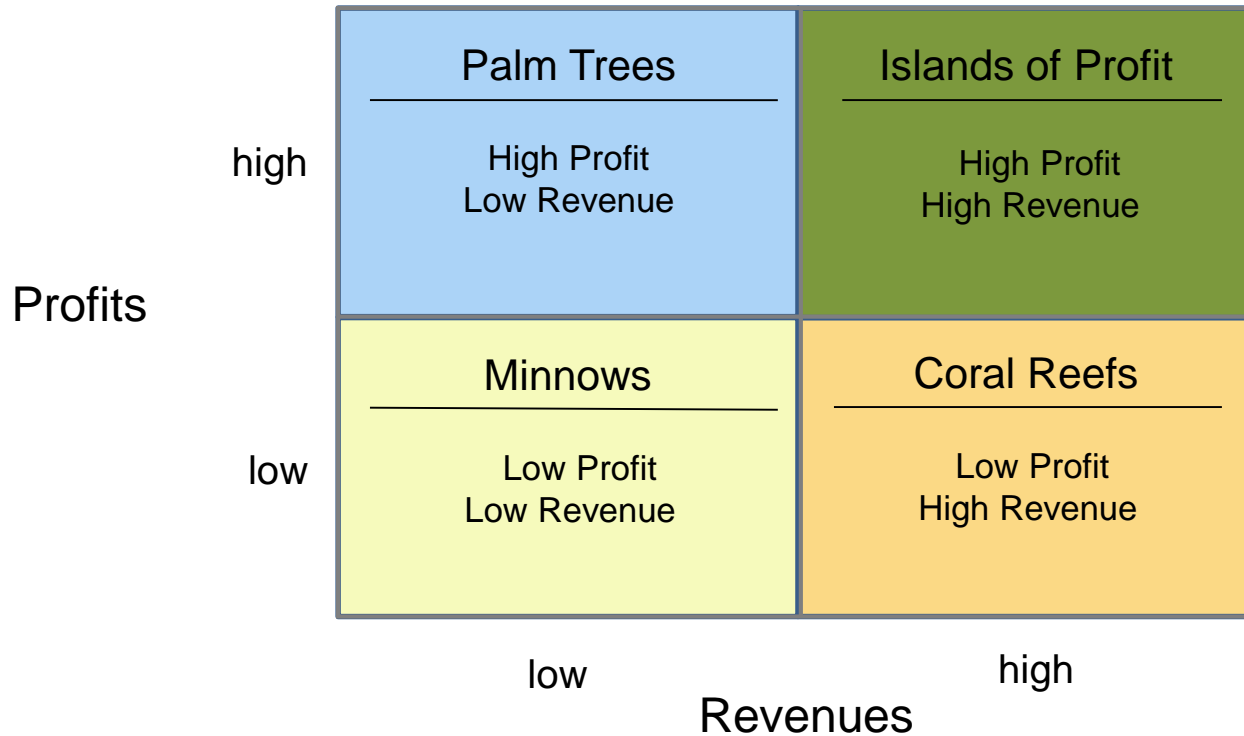 Palm Trees
Islands of Profit
high
High Profit
Low Revenue
High Profit
High Revenue
Profits
Minnows
Coral Reefs
low
Low Profit
Low Revenue
Low Profit
High Revenue
low
high
Revenues